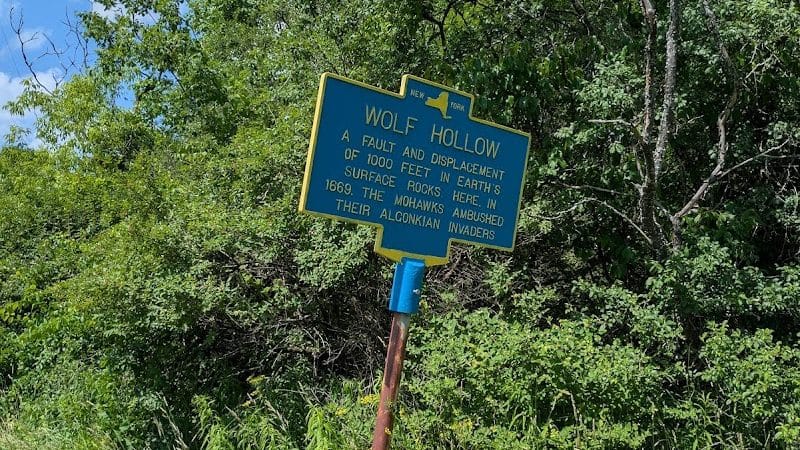 NEW YORK
WOLF HOLLOW
A FAULT AND DISPLACEMENT
OF 1000 FEET IN EARTH'S
SURFACE ROCKS. HERE, IN
1669, THE MOHAWKS AMBUSHED
THEIR ALGONKIAN INVADERS